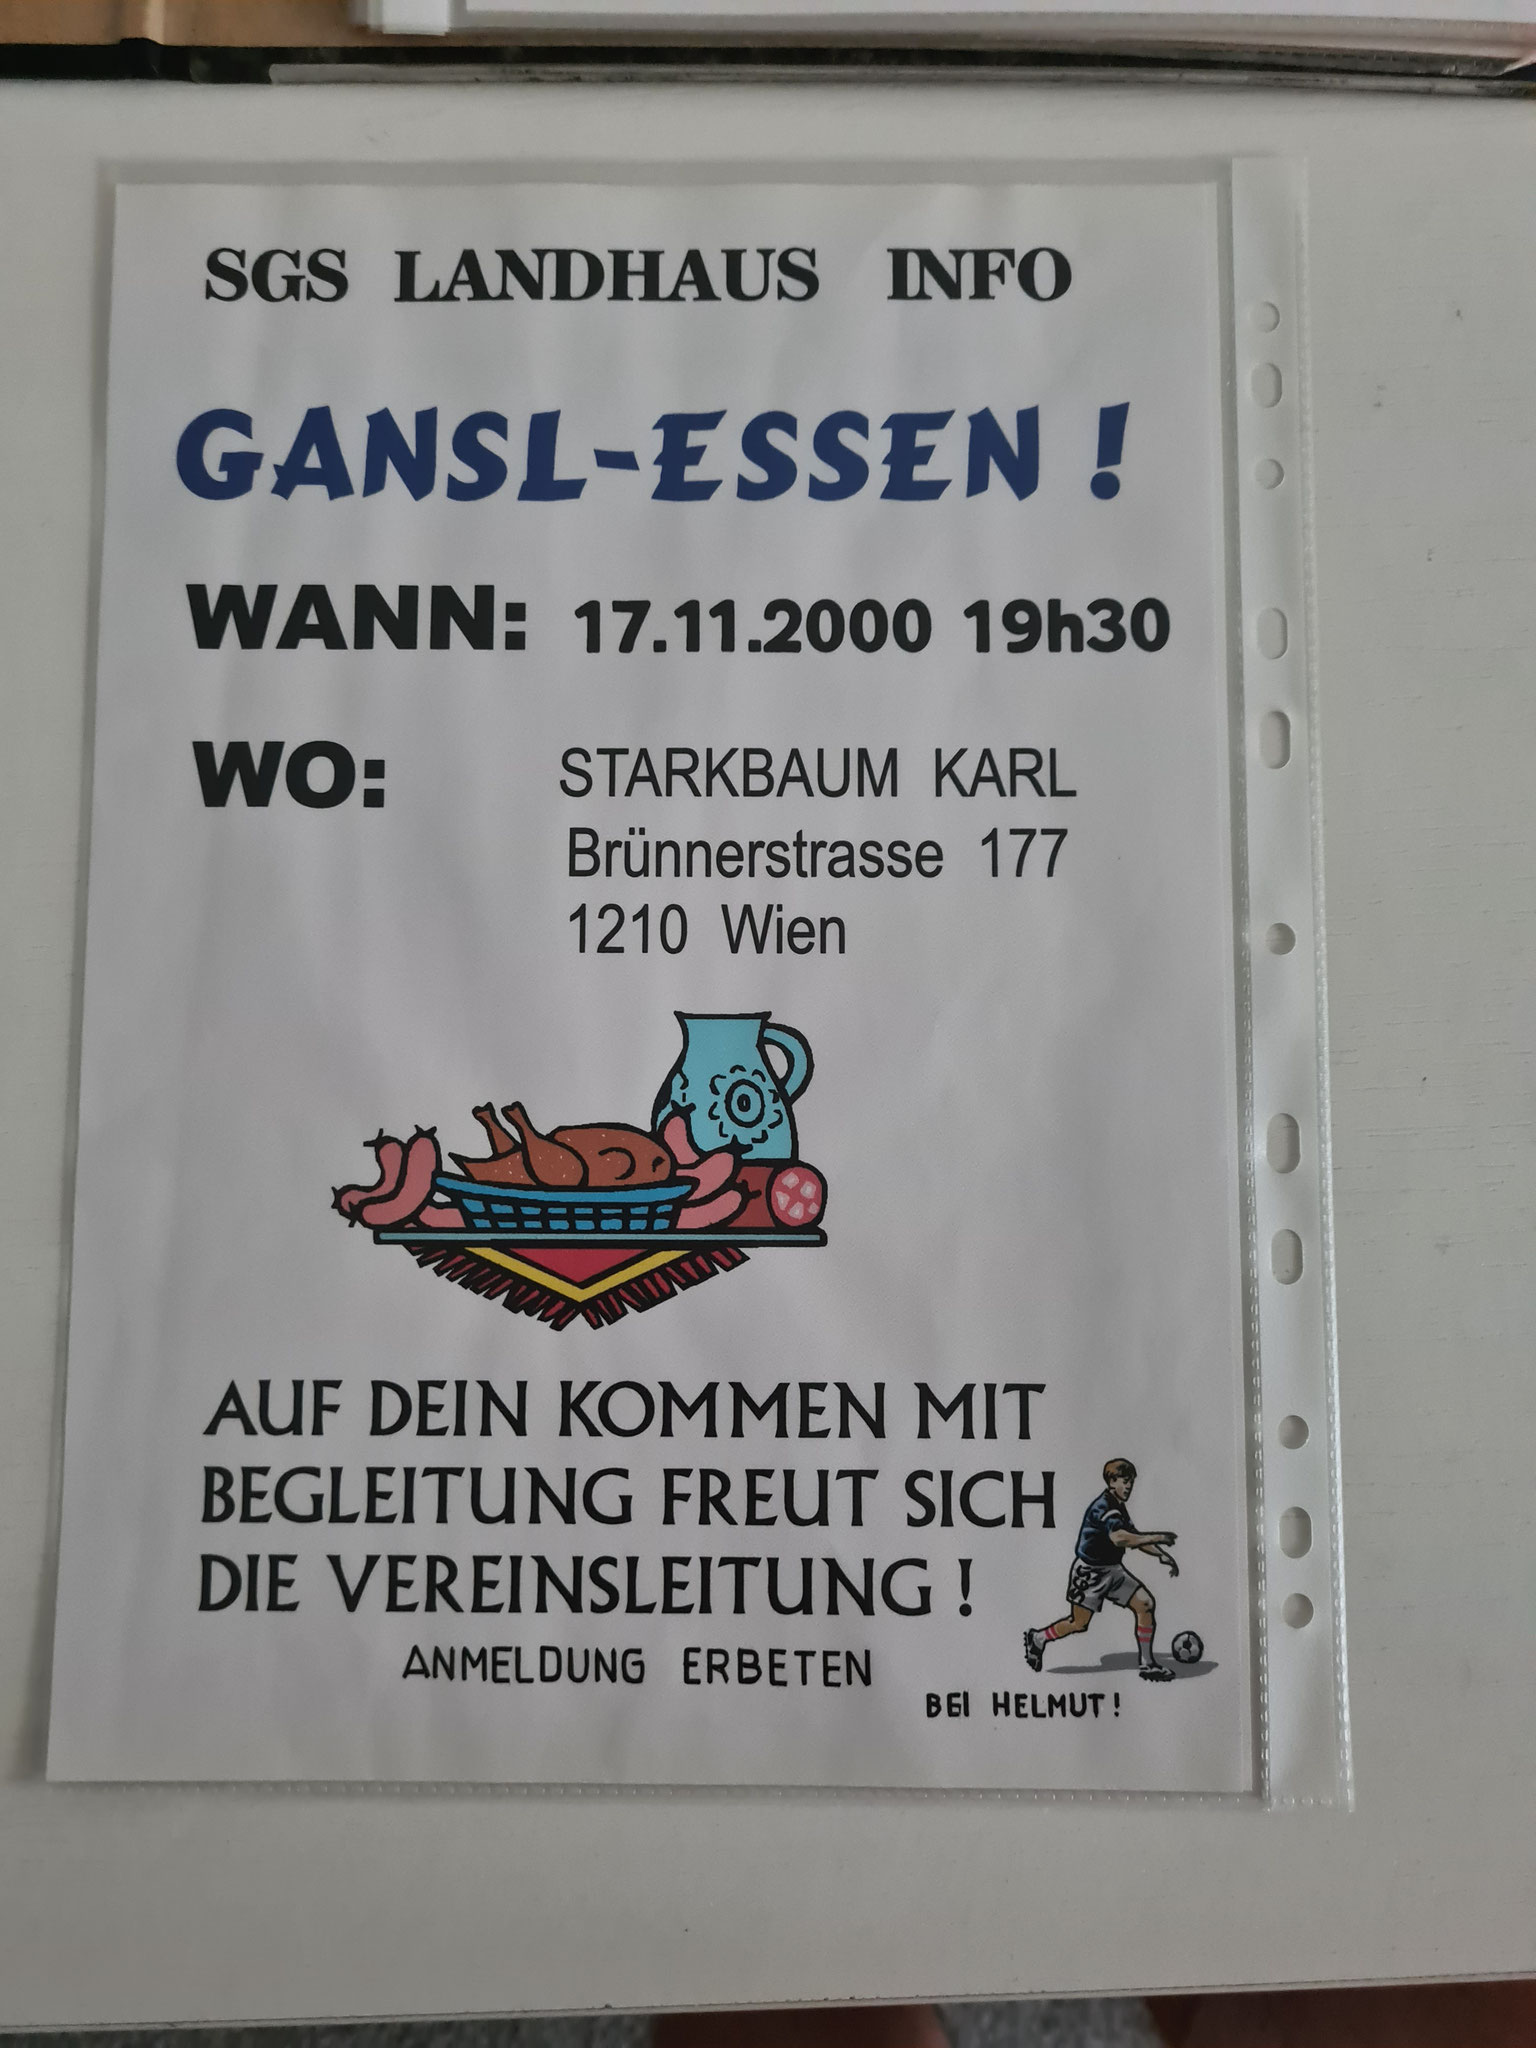 SGS LANDHAUS INFO
GANSL-ESSEN !
WANN: 17.11.2000 19h30
WO: STARKBAUM KARL
Brünnerstrasse 177
1210 Wien
AUF DEIN KOMMEN MIT
BEGLEITUNG FREUT SICH
DIE VEREINSLEITUNG !
ANMELDUNG ERBETEN
BEI HELMUT!